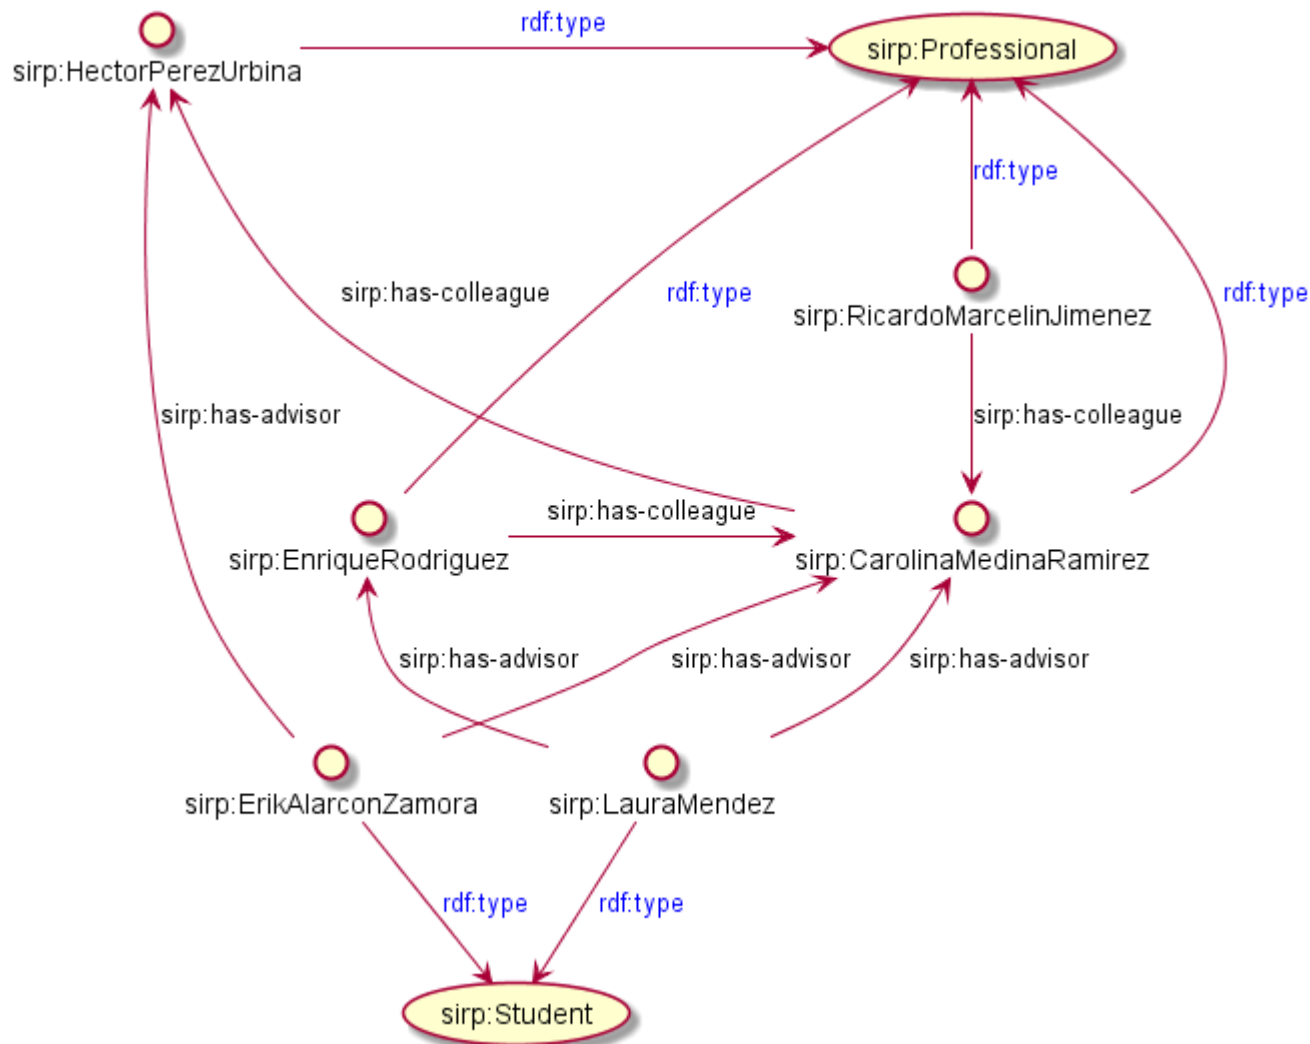 rdf:type
sirp:Professional
sirp:HectorPerezUrbina
rdf:type
sirp:has-colleague
rdf:type
rdf:type
sirp:RicardoMarcelinJimenez
sirp:has-advisor
sirp:has-colleague
sirp:has-colleague
sirp:EnriqueRodriguez
sirp:CarolinaMedinaRamirez
sirp:has-advisor
sirp:has-advisor
sirp:has-advisor
sirp:ErikAlarconZamora
sirp:LauraMendez
rdf:type
rdf:type
sirp:Student